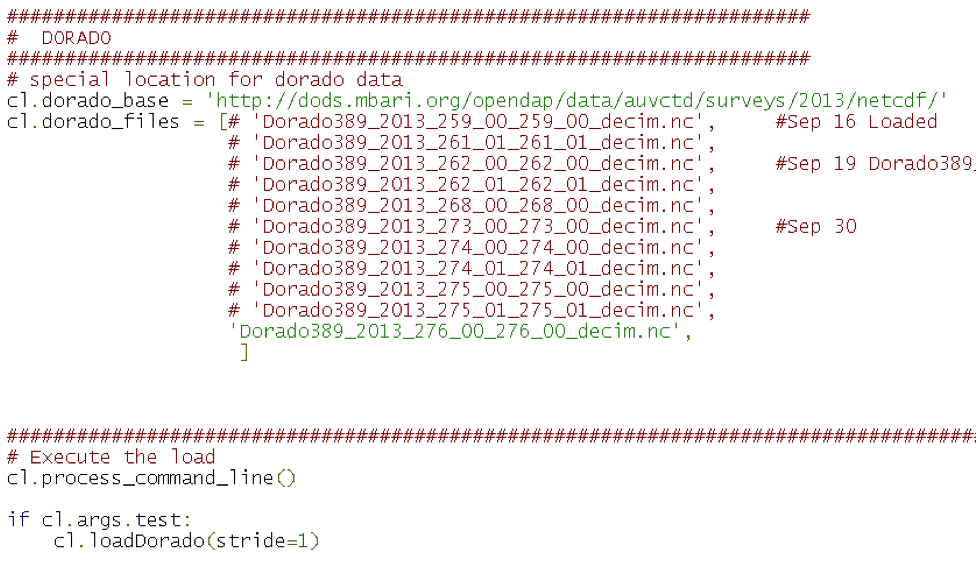 #####################################################################
#  DORADO
#####################################################################
# special location for dorado data
cl.dorado_base = 'http://dods.mbari.org/opendap/data/auvctd/surveys/2013/netcdf/'
cl.dorado_files = [# 'Dorado389_2013_259_00_259_00_decim.nc',     #Sep 16 Loaded
                   # 'Dorado389_2013_261_01_261_01_decim.nc',
                   # 'Dorado389_2013_262_00_262_00_decim.nc',     #Sep 19 Dorado389_
                   # 'Dorado389_2013_262_01_262_01_decim.nc',
                   # 'Dorado389_2013_268_00_268_00_decim.nc',
                   # 'Dorado389_2013_273_00_273_00_decim.nc',     #Sep 30
                   # 'Dorado389_2013_274_00_274_00_decim.nc',
                   # 'Dorado389_2013_274_01_274_01_decim.nc',
                   # 'Dorado389_2013_275_00_275_00_decim.nc',
                   # 'Dorado389_2013_275_01_275_01_decim.nc',
                   'Dorado389_2013_276_00_276_00_decim.nc',
                    ]
###################################################################################
# Execute the load
cl.process_command_line()
if cl.args.test:
    cl.loadDorado(stride=1)